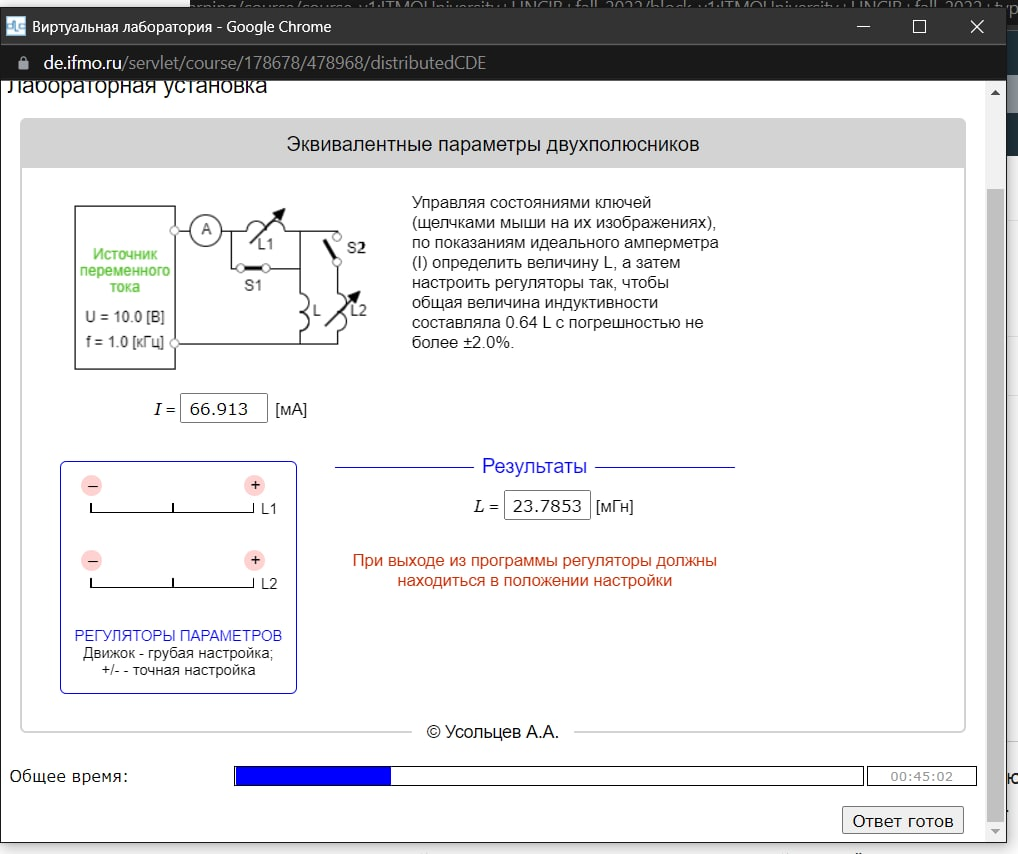 Виртуальная лаборатория - Google Chrome
de.ifmo.ru/servlet/course/178678/478968/distributedCDE
Лабораторная установка
Эквивалентные параметры двухполюсников
Источник
переменного
тока
U = 10.0 [В]
f = 1.0 [кГц]
A
L1
S1
S2
L
L2
Управляя состояниями ключей
(щелчками мыши на их изображениях),
по показаниям идеального амперметра
(I) определить величину L, а затем
настроить регуляторы так, чтобы
общая величина индуктивности
составляла 0.64 L с погрешностью не
более ±2.0%.
I = 66.913 [мА]
– +
L1
– +
L2
РЕГУЛЯТОРЫ ПАРАМЕТРОВ
Движок - грубая настройка;
+/- - точная настройка
Результаты
L = 23.7853 [мГн]
При выходе из программы регуляторы должны
находиться в положении настройки
© Усольцев А.А.
Общее время: 00:45:02
Ответ готов